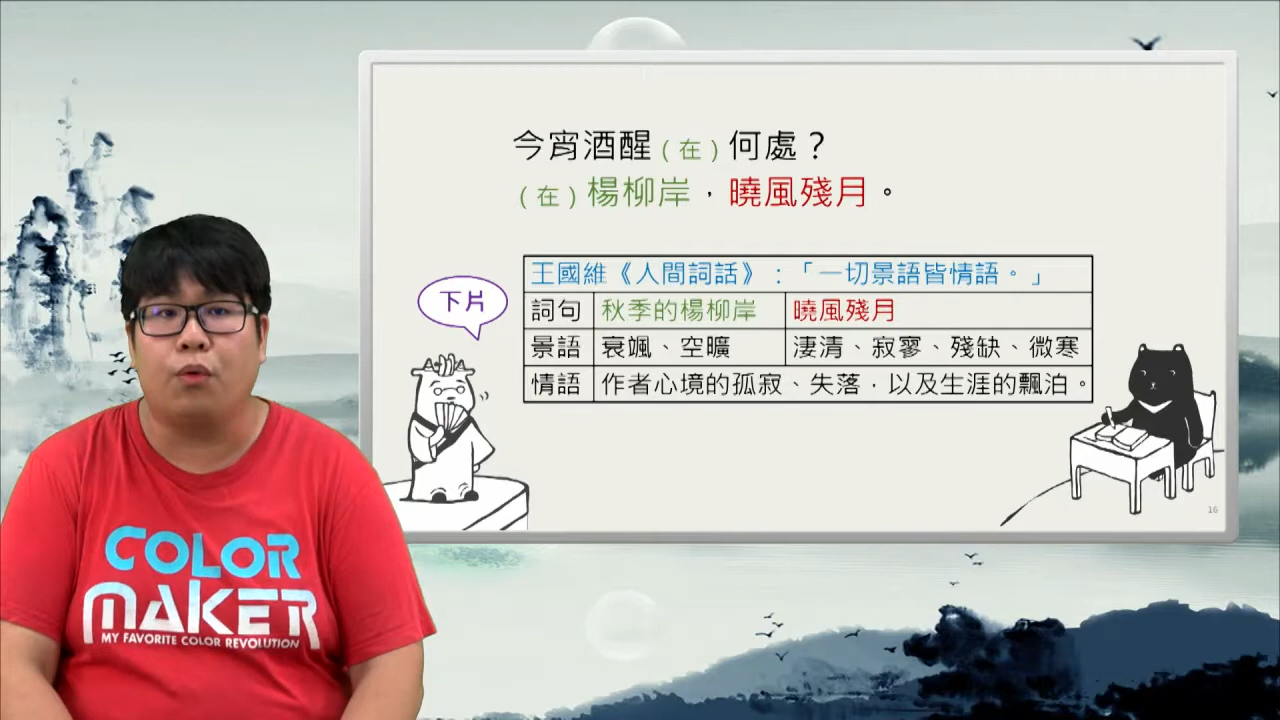 今宵酒醒（在）何處？
（在）楊柳岸，曉風殘月。
下片
王國維《人間詞話》：「一切景語皆情語。」
詞句 秋季的楊柳岸 曉風殘月
景語 衰颯、空曠 淒清、寂寥、殘缺、微寒
情語 作者心境的孤寂、失落，以及生涯的飄泊。
16
COLOR
MAKER
MY FAVORITE COLOR REVOLUTION